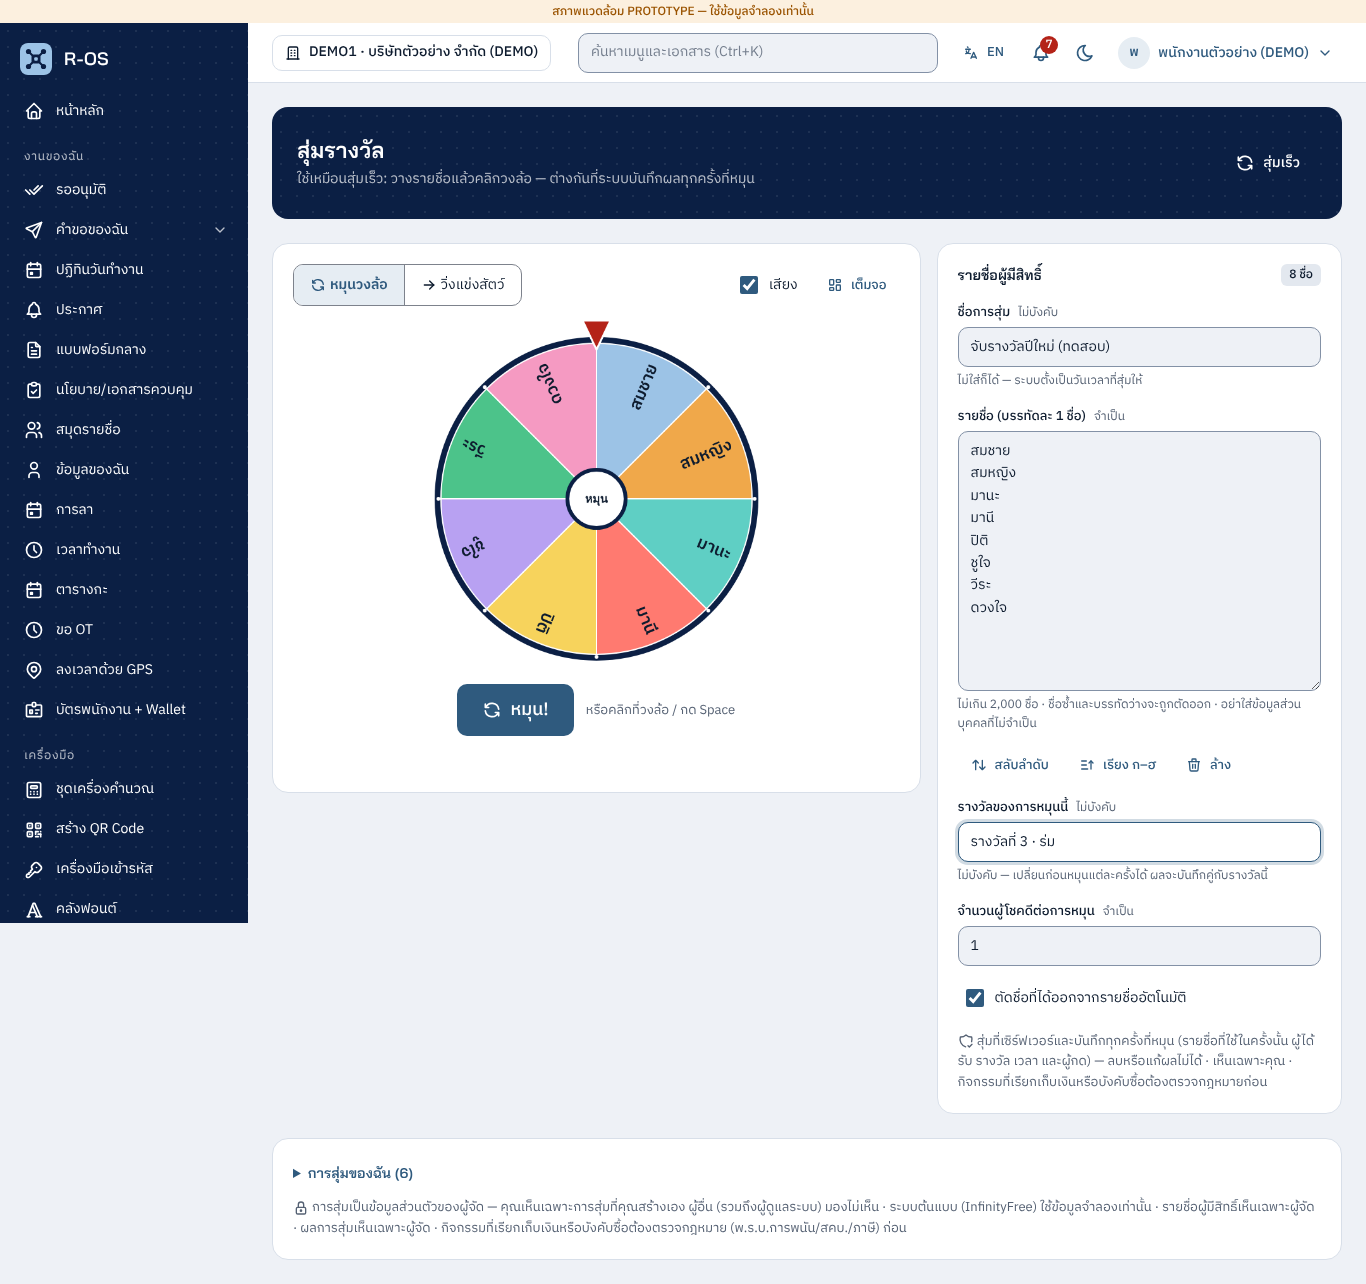 สภาพแวดล้อม PROTOTYPE — ใช้ข้อมูลจำลองเท่านั้น
R-OS
DEMO1 · บริษัทตัวอย่าง จำกัด (DEMO)
ค้นหาเมนูและเอกสาร (Ctrl+K)
EN
7
พ
พนักงานตัวอย่าง (DEMO)
หน้าหลัก
งานของฉัน
รออนุมัติ
คำขอของฉัน
ปฏิทินวันทำงาน
ประกาศ
แบบฟอร์มกลาง
นโยบาย/เอกสารควบคุม
สมุดรายชื่อ
ข้อมูลของฉัน
การลา
เวลาทำงาน
ตารางกะ
ขอ OT
ลงเวลาด้วย GPS
บัตรพนักงาน + Wallet
เครื่องมือ
ชุดเครื่องคำนวณ
สร้าง QR Code
เครื่องมือเข้ารหัส
คลังฟอนต์
สุ่มรางวัล
ใช้เหมือนสุ่มเร็ว: วางรายชื่อแล้วคลิกวงล้อ — ต่างกันที่ระบบบันทึกผลทุกครั้งที่หมุน
สุ่มเร็ว
หมุนวงล้อ
วิ่งแข่งสัตว์
เสียง
เต็มจอ
สมชาย
สมหญิง
มานะ
มานี
ปิติ
ชูใจ
วีระ
ดวงใจ
หมุน
หมุน!
หรือคลิกที่วงล้อ / กด Space
รายชื่อผู้มีสิทธิ์
8 ชื่อ
ชื่อการสุ่ม ไม่บังคับ
จับรางวัลปีใหม่ (ทดสอบ)
ไม่ใส่ก็ได้ — ระบบตั้งเป็นวันเวลาที่สุ่มให้
รายชื่อ (บรรทัดละ 1 ชื่อ) จำเป็น
สมชาย
สมหญิง
มานะ
มานี
ปิติ
ชูใจ
วีระ
ดวงใจ
ไม่เกิน 2,000 ชื่อ · ชื่อซ้ำและบรรทัดว่างจะถูกตัดออก · อย่าใส่ข้อมูลส่วน
บุคคลที่ไม่จำเป็น
สลับลำดับ
เรียง ก–ฮ
ล้าง
รางวัลของการหมุนนี้ ไม่บังคับ
รางวัลที่ 3 · ร่ม
ไม่บังคับ — เปลี่ยนก่อนหมุนแต่ละครั้งได้ ผลจะบันทึกคู่กับรางวัลนี้
จำนวนผู้โชคดีต่อการหมุน จำเป็น
1
ตัดชื่อที่ได้ออกจากรายชื่ออัตโนมัติ
สุ่มที่เซิร์ฟเวอร์และบันทึกทุกครั้งที่หมุน (รายชื่อที่ใช้ในครั้งนั้น ผู้ได้
รับ รางวัล เวลา และผู้กด) — ลบหรือแก้ผลไม่ได้ · เห็นเฉพาะคุณ ·
กิจกรรมที่เรียกเก็บเงินหรือบังคับซื้อต้องตรวจกฎหมายก่อน
การสุ่มของฉัน (6)
การสุ่มเป็นข้อมูลส่วนตัวของผู้จัด — คุณเห็นเฉพาะการสุ่มที่คุณสร้างเอง ผู้อื่น (รวมถึงผู้ดูแลระบบ) มองไม่เห็น · ระบบต้นแบบ (InfinityFree) ใช้ข้อมูลจำลองเท่านั้น · รายชื่อผู้มีสิทธิ์เห็นเฉพาะผู้จัด
· ผลการสุ่มเห็นเฉพาะผู้จัด · กิจกรรมที่เรียกเก็บเงินหรือบังคับซื้อต้องตรวจกฎหมาย (พ.ร.บ.การพนัน/สคบ./ภาษี) ก่อน